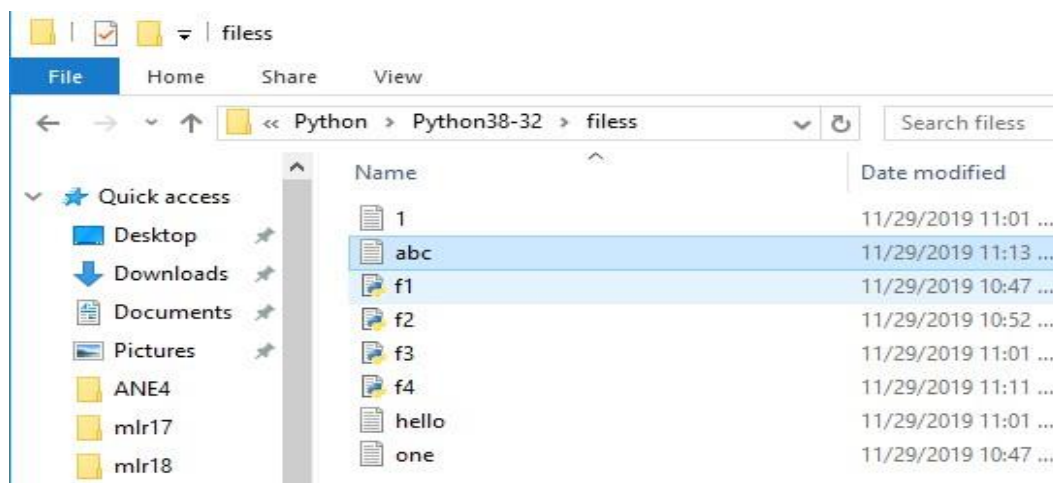 filess
File Home Share View
« Python > Python38-32 > filess Search filess
Name Date modified
Quick access
Desktop
Downloads
Documents
Pictures
ANE4
mlr17
mlr18
1 11/29/2019 11:01 ...
abc 11/29/2019 11:13 ...
f1 11/29/2019 10:47 ...
f2 11/29/2019 10:52 ...
f3 11/29/2019 11:01 ...
f4 11/29/2019 11:11 ...
hello 11/29/2019 11:01 ...
one 11/29/2019 10:47 ...